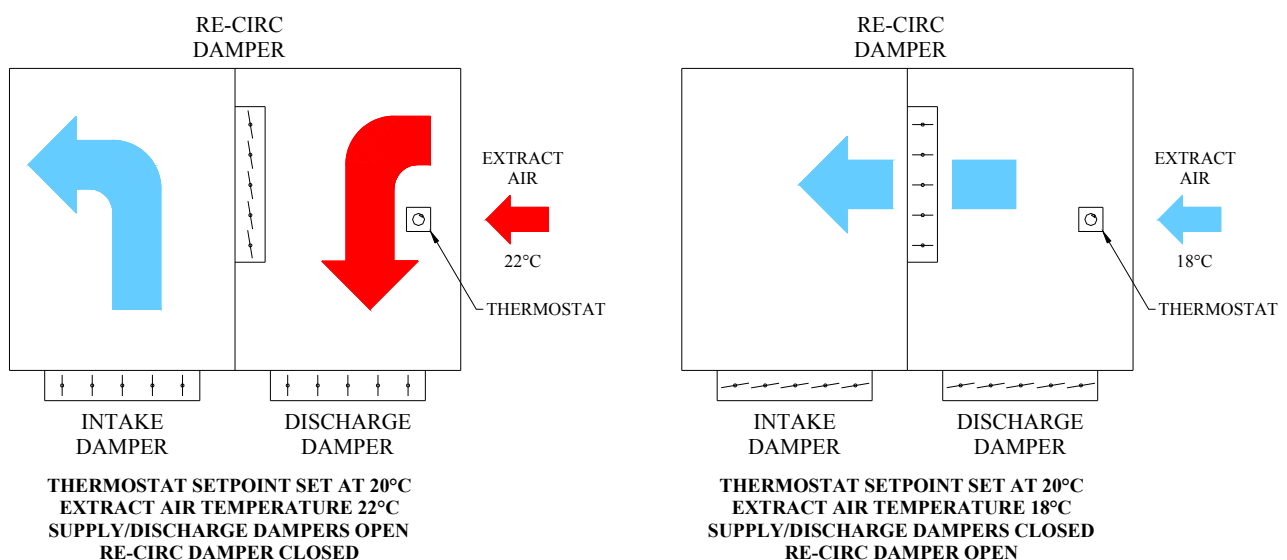 RE-CIRC
DAMPER
EXTRACT
AIR
22°C
THERMOSTAT
INTAKE
DAMPER
DISCHARGE
DAMPER
THERMOSTAT SETPOINT SET AT 20°C
EXTRACT AIR TEMPERATURE 22°C
SUPPLY/DISCHARGE DAMPERS OPEN
RE-CIRC DAMPER CLOSED
RE-CIRC
DAMPER
EXTRACT
AIR
18°C
THERMOSTAT
INTAKE
DAMPER
DISCHARGE
DAMPER
THERMOSTAT SETPOINT SET AT 20°C
EXTRACT AIR TEMPERATURE 18°C
SUPPLY/DISCHARGE DAMPERS CLOSED
RE-CIRC DAMPER OPEN